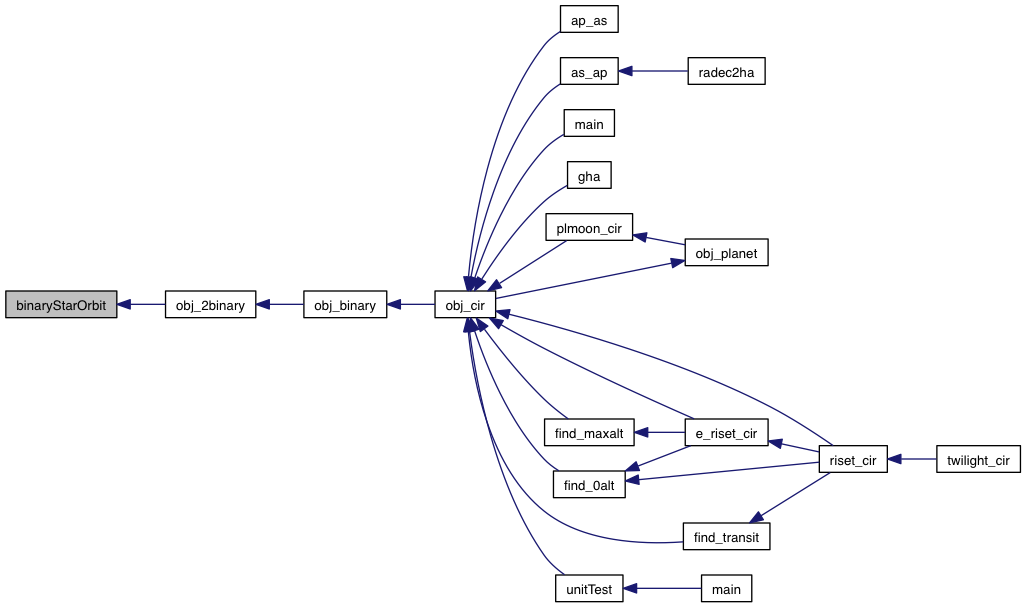 ap_as
as_ap
radec2ha
main
gha
plmoon_cir
obj_planet
binaryStarOrbit
obj_2binary
obj_binary
obj_cir
find_maxalt
e_riset_cir
riset_cir
twilight_cir
find_0alt
find_transit
unitTest
main